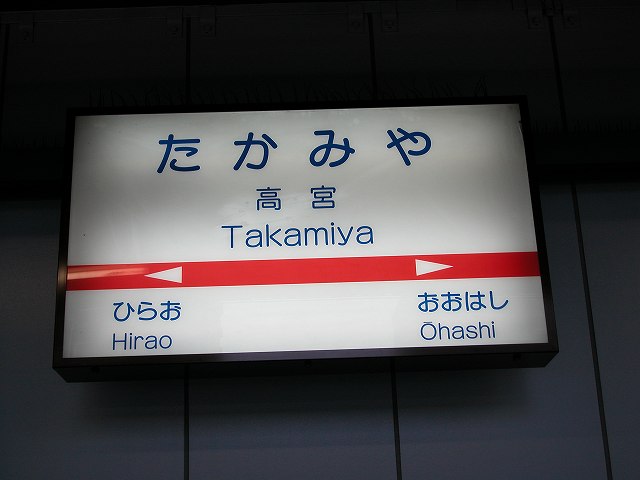 たかみや
高宮
Takamiya
ひらお
Hirao
おおはし
Ōhashi